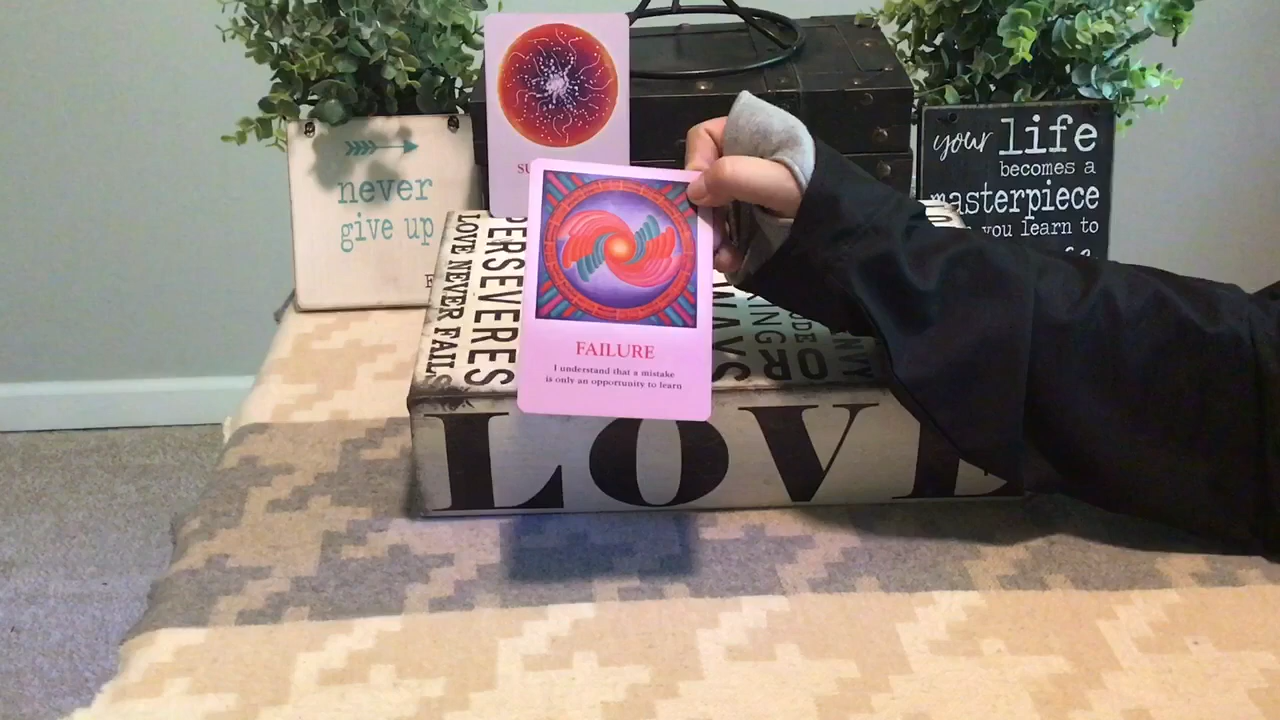 never
give up
your life
becomes a
masterpiece
you learn to
FAILURE
I understand that a mistake
is only an opportunity to learn
LOVE NEVER FAILS
PERSEVERES
LOVE